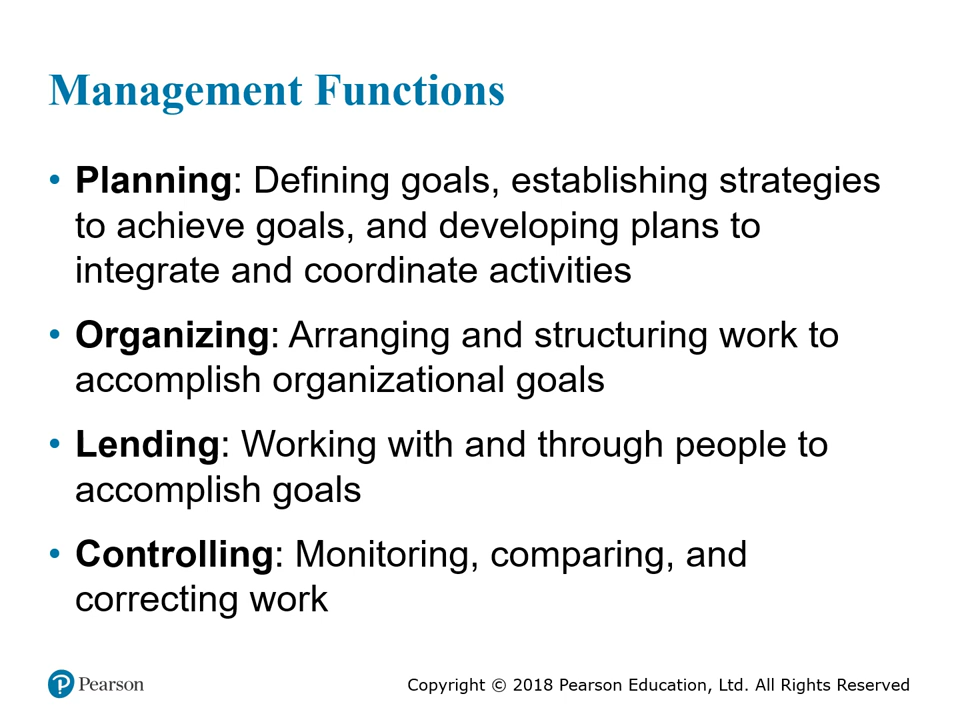 Management Functions
• Planning: Defining goals, establishing strategies
to achieve goals, and developing plans to
integrate and coordinate activities
• Organizing: Arranging and structuring work to
accomplish organizational goals
• Lending: Working with and through people to
accomplish goals
• Controlling: Monitoring, comparing, and
correcting work
P Pearson
Copyright © 2018 Pearson Education, Ltd. All Rights Reserved